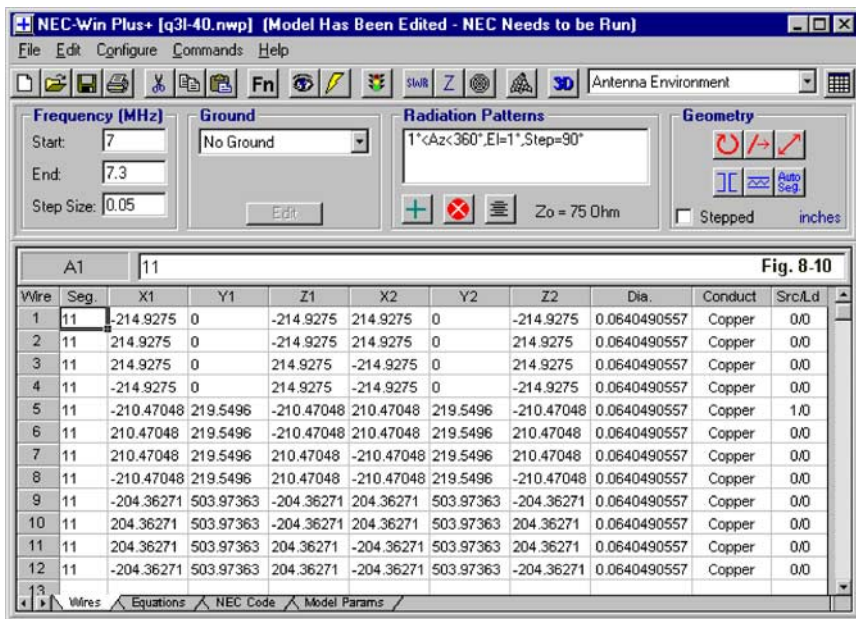 NEC-Win Plus+ [q3l-40.nwp] (Model Has Been Edited - NEC Needs to be Run)
File Edit Configure Commands Help
Fn SWR Z 3D Antenna Environment
Frequency (MHz) Ground Radiation Patterns Geometry
Start: 7 No Ground 1°<Az<360°,El=1°,Step=90°
End: 7.3
Step Size: 0.05 Edit Zo = 75 Ohm Auto Seg. Stepped inches
A1 11 Fig. 8-10
Wire Seg. X1 Y1 Z1 X2 Y2 Z2 Dia. Conduct Src/Ld
1 11 -214.9275 0 -214.9275 214.9275 0 -214.9275 0.0640490557 Copper 0/0
2 11 214.9275 0 -214.9275 214.9275 0 214.9275 0.0640490557 Copper 0/0
3 11 214.9275 0 214.9275 -214.9275 0 214.9275 0.0640490557 Copper 0/0
4 11 -214.9275 0 214.9275 -214.9275 0 -214.9275 0.0640490557 Copper 0/0
5 11 -210.47048 219.5496 -210.47048 210.47048 219.5496 -210.47048 0.0640490557 Copper 1/0
6 11 210.47048 219.5496 -210.47048 210.47048 219.5496 210.47048 0.0640490557 Copper 0/0
7 11 210.47048 219.5496 210.47048 -210.47048 219.5496 210.47048 0.0640490557 Copper 0/0
8 11 -210.47048 219.5496 210.47048 -210.47048 219.5496 -210.47048 0.0640490557 Copper 0/0
9 11 -204.36271 503.97363 -204.36271 204.36271 503.97363 -204.36271 0.0640490557 Copper 0/0
10 11 204.36271 503.97363 -204.36271 204.36271 503.97363 204.36271 0.0640490557 Copper 0/0
11 11 204.36271 503.97363 204.36271 -204.36271 503.97363 204.36271 0.0640490557 Copper 0/0
12 11 -204.36271 503.97363 204.36271 -204.36271 503.97363 -204.36271 0.0640490557 Copper 0/0
13
Wires Equations NEC Code Model Params